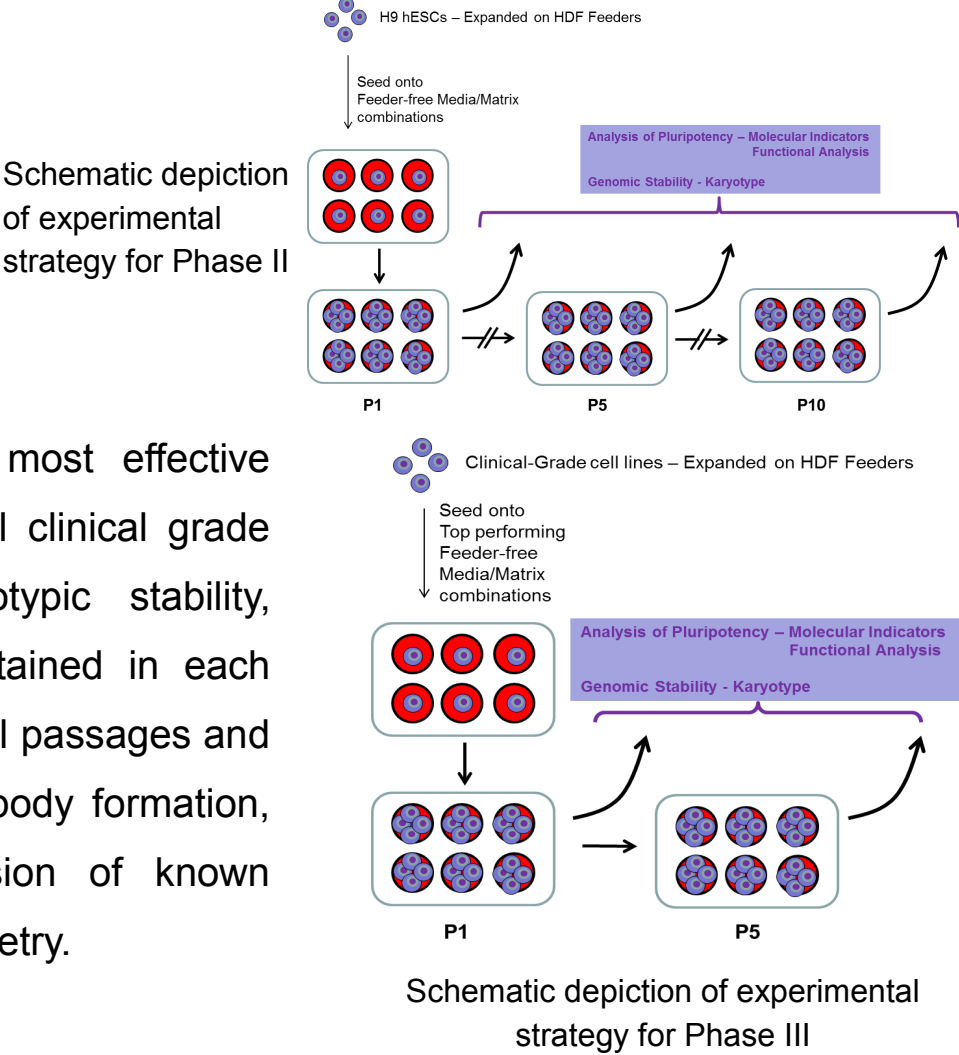 H9 hESCs – Expanded on HDF Feeders
Seed onto
Feeder-free Media/Matrix
combinations
Analysis of Pluripotency – Molecular Indicators
Functional Analysis
Genomic Stability - Karyotype
Schematic depiction
of experimental
strategy for Phase II
P1
P5
P10
most effective
clinical grade
stability,
in each
passages and
body formation,
of known
Clinical-Grade cell lines – Expanded on HDF Feeders
Seed onto
Top performing
Feeder-free
Media/Matrix
combinations
Analysis of Pluripotency – Molecular Indicators
Functional Analysis
Genomic Stability - Karyotype
P1
P5
Schematic depiction of experimental
strategy for Phase III